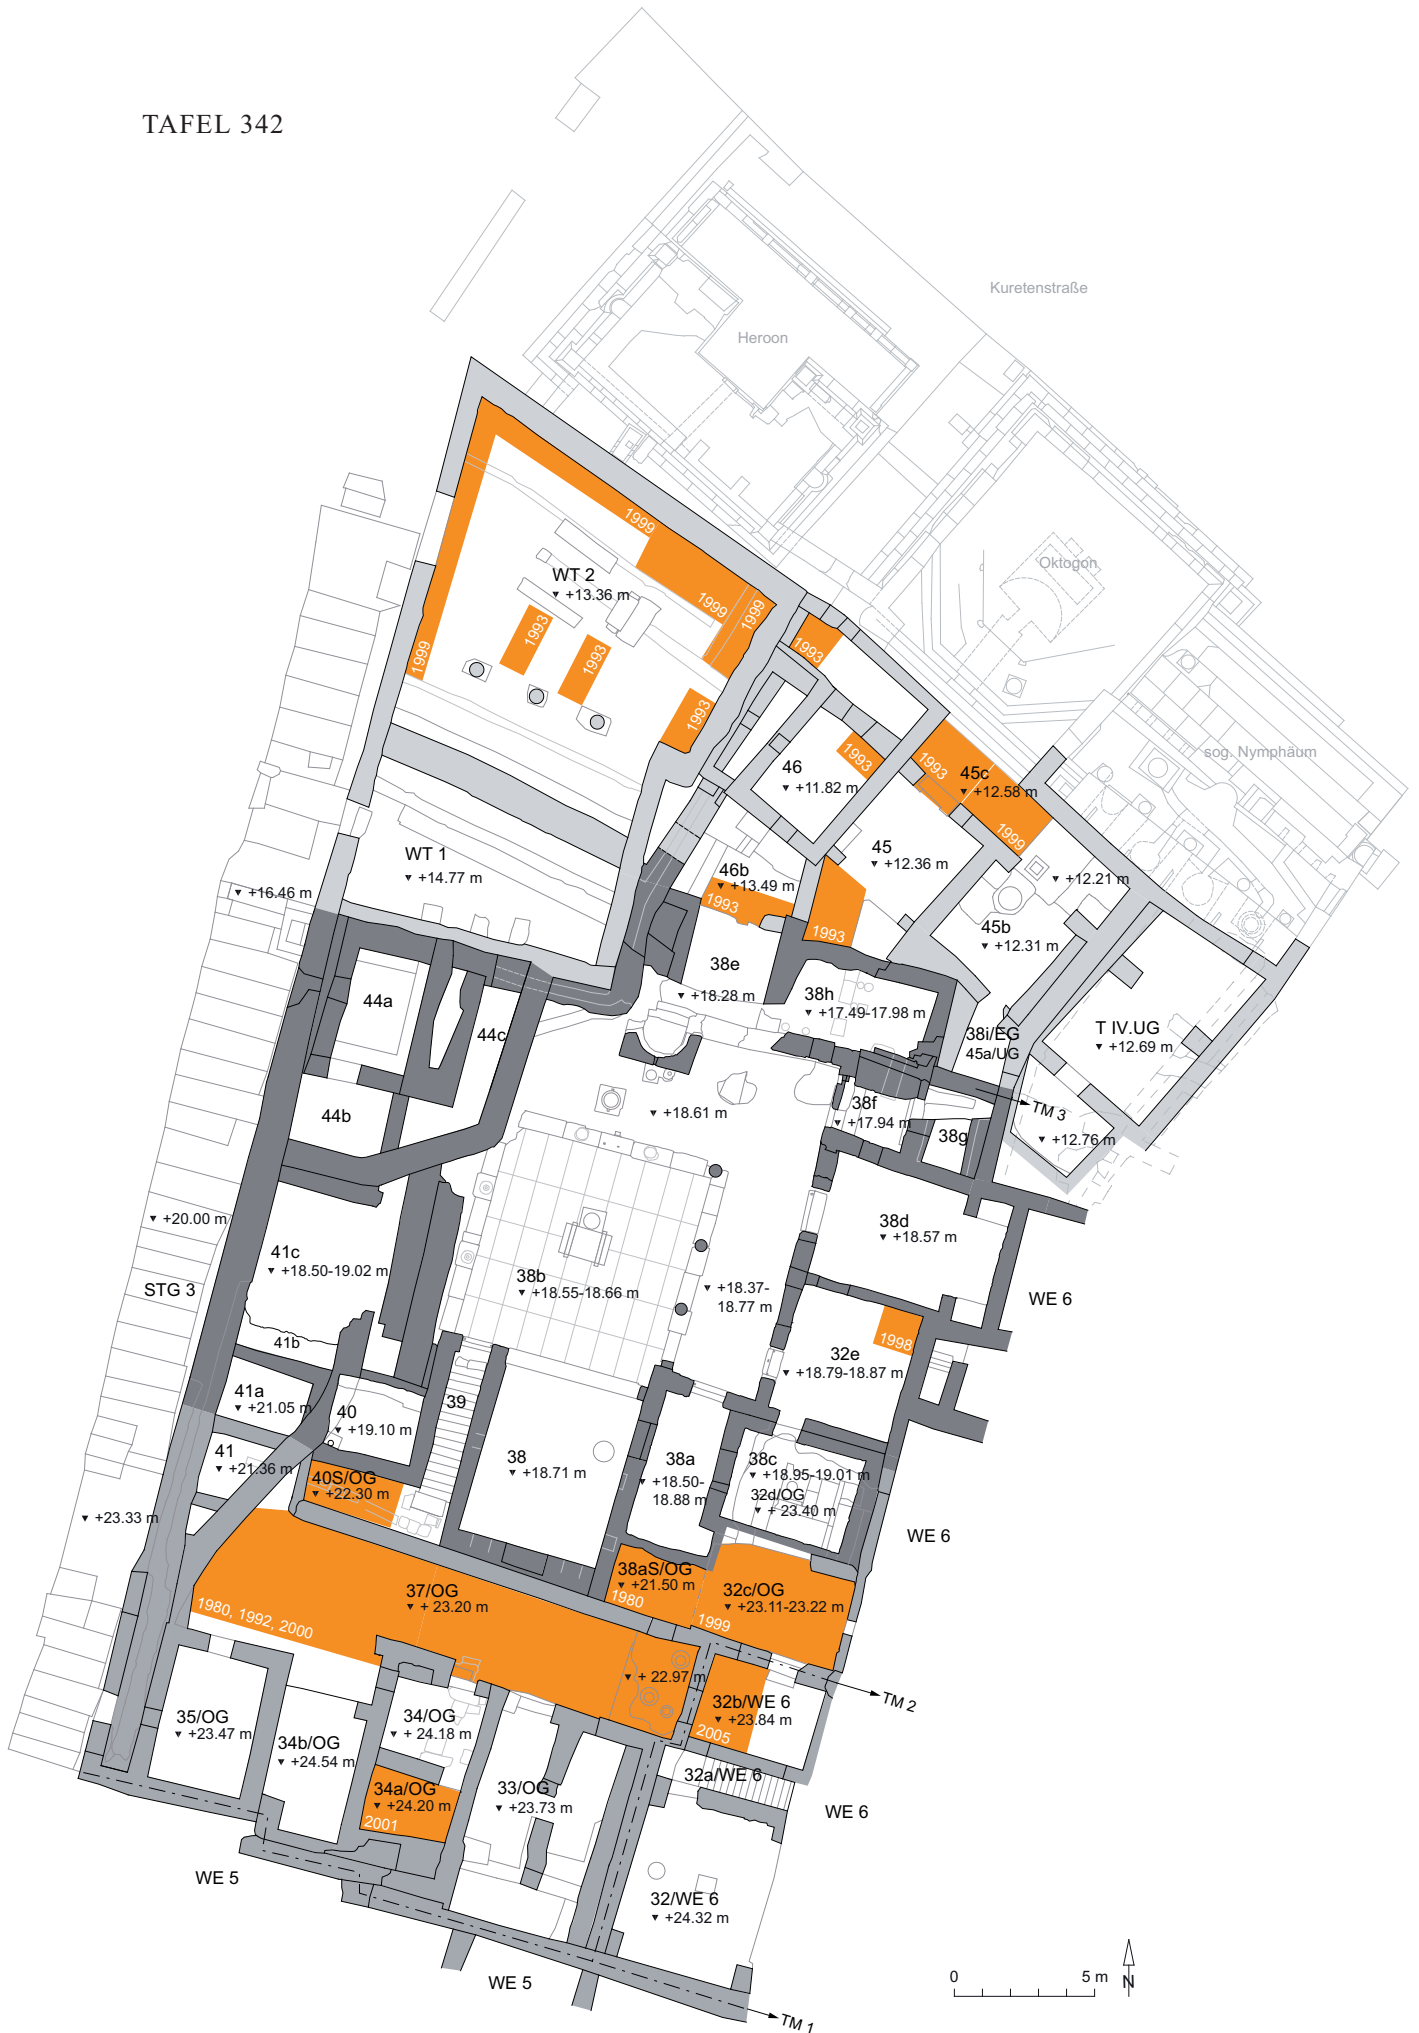 TAFEL 342
Kuretenstraße
Heroon
Oktogon
sog. Nymphäum
1999
WT 2
+13.36 m
1999
1999
1993
1993
1993
1999
1993
46
+11.82 m
1993
1993
45c
+12.58 m
1999
45
+12.36 m
WT 1
+14.77 m
46b
+13.49 m
1993
1993
+12.21 m
45b
+12.31 m
+16.46 m
38e
+18.28 m
44a
44c
38h
+17.49-17.98 m
38i/EG
45a/UG
T IV.UG
+12.69 m
44b
+18.61 m
38f
+17.94 m
38g
TM 3
+12.76 m
+20.00 m
STG 3
41c
+18.50-19.02 m
38b
+18.55-18.66 m
+18.37-
18.77 m
38d
+18.57 m
WE 6
41b
1998
32e
+18.79-18.87 m
41a
+21.05 m
40
+19.10 m
39
41
+21.36 m
38
+18.71 m
38a
+18.50-
18.88 m
38c
+18.95-19.01 m
32d/OG
+ 23.40 m
40S/OG
+22.30 m
+23.33 m
WE 6
37/OG
+ 23.20 m
38aS/OG
+21.50 m
1980
32c/OG
+23.11-23.22 m
1999
1980, 1992, 2000
+ 22.97 m
TM 2
32b/WE 6
+23.84 m
2005
35/OG
+23.47 m
34/OG
+ 24.18 m
34b/OG
+24.54 m
34a/OG
+24.20 m
2001
33/OG
+23.73 m
32a/WE 6
WE 6
WE 5
32/WE 6
+24.32 m
WE 5
TM 1
0 5 m
N